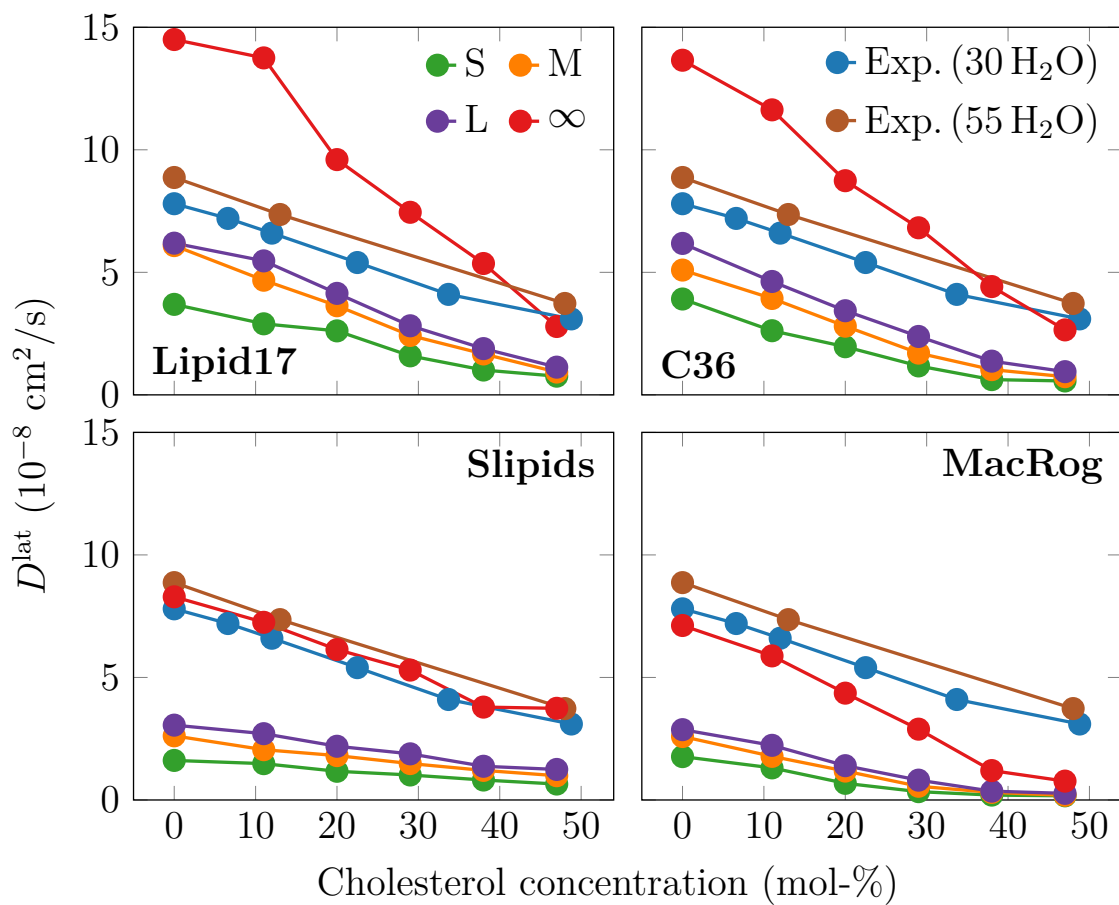 15
10
5
0
S M
L ∞
Lipid17
Exp. (30 H₂O)
Exp. (55 H₂O)
C36
15
10
5
0
Slipids
MacRog
0 10 20 30 40 50
0 10 20 30 40 50
Dˡᵃᵗ (10⁻⁸ cm²/s)
Cholesterol concentration (mol-%)